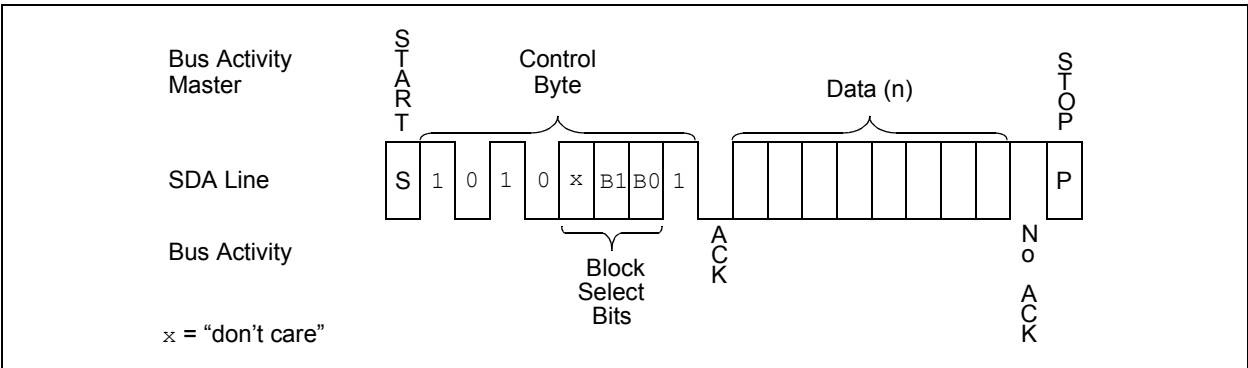 Bus Activity
Master
START
Control
Byte
Data (n)
STOP
SDA Line
S 1 0 1 0 x B1 B0 1
P
Bus Activity
Block
Select
Bits
ACK
No ACK
x = “don’t care”